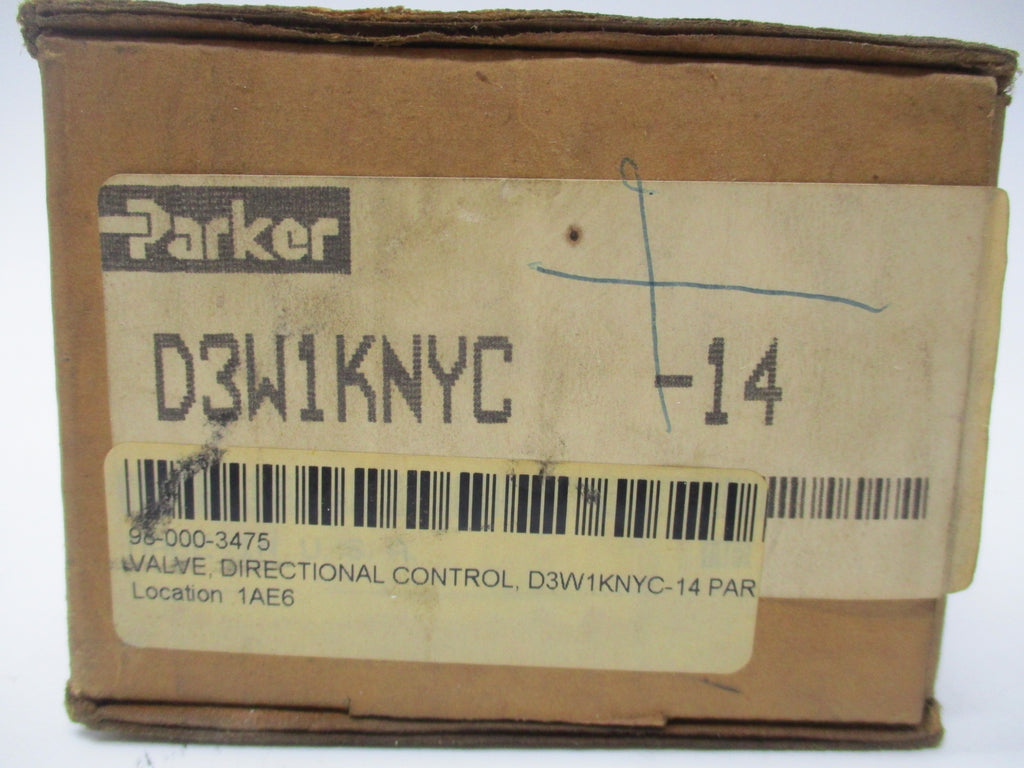 Parker
D3W1KNYC -14
98-000-3475
VALVE, DIRECTIONAL CONTROL, D3W1KNYC-14 PAR
Location 1AE6